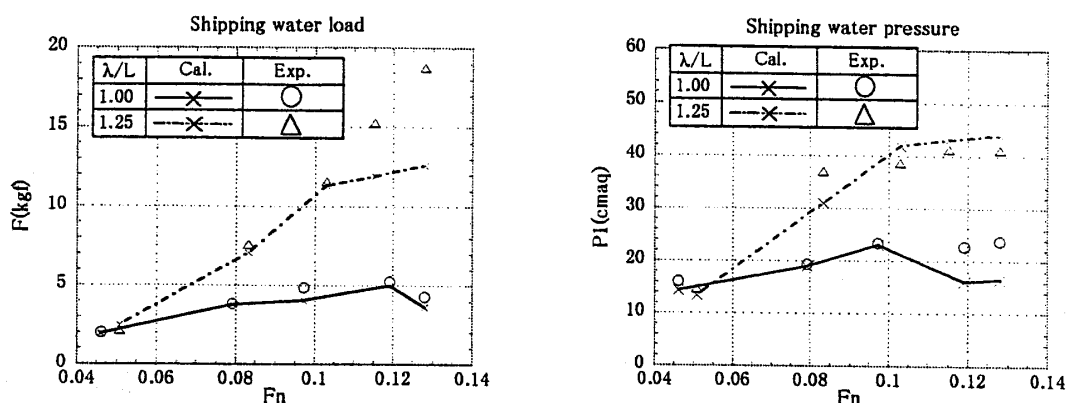 Shipping water load
20
15
10
5
0
F(kgf)
λ/L Cal. Exp.
1.00
1.25
0.04 0.06 0.08 0.1 0.12 0.14
Fn
Shipping water pressure
60
50
40
30
20
10
0
P1(cmaq)
λ/L Cal. Exp.
1.00
1.25
0.04 0.06 0.08 0.1 0.12 0.14
Fn